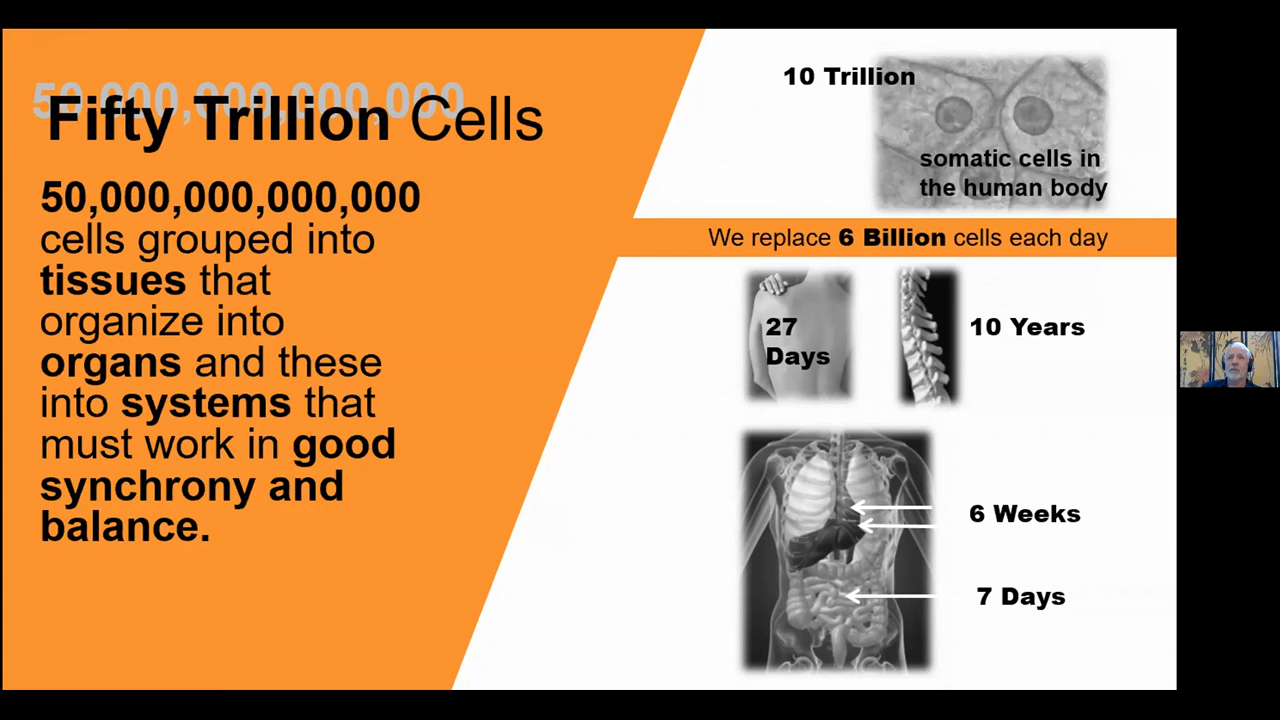 50,000,000,000,000
Fifty Trillion Cells
50,000,000,000,000
cells grouped into
tissues that
organize into
organs and these
into systems that
must work in good
synchrony and
balance.
10 Trillion
somatic cells in
the human body
We replace 6 Billion cells each day
27
Days
10 Years
6 Weeks
7 Days